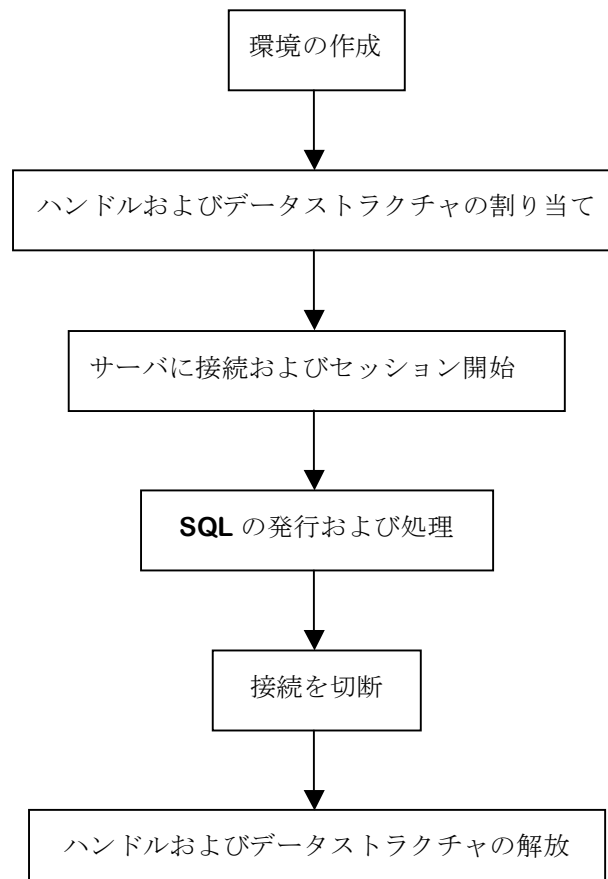 環境の作成
ハンドルおよびデータストラクチャの割り当て
サーバに接続およびセッション開始
SQL の発行および処理
接続を切断
ハンドルおよびデータストラクチャの解放